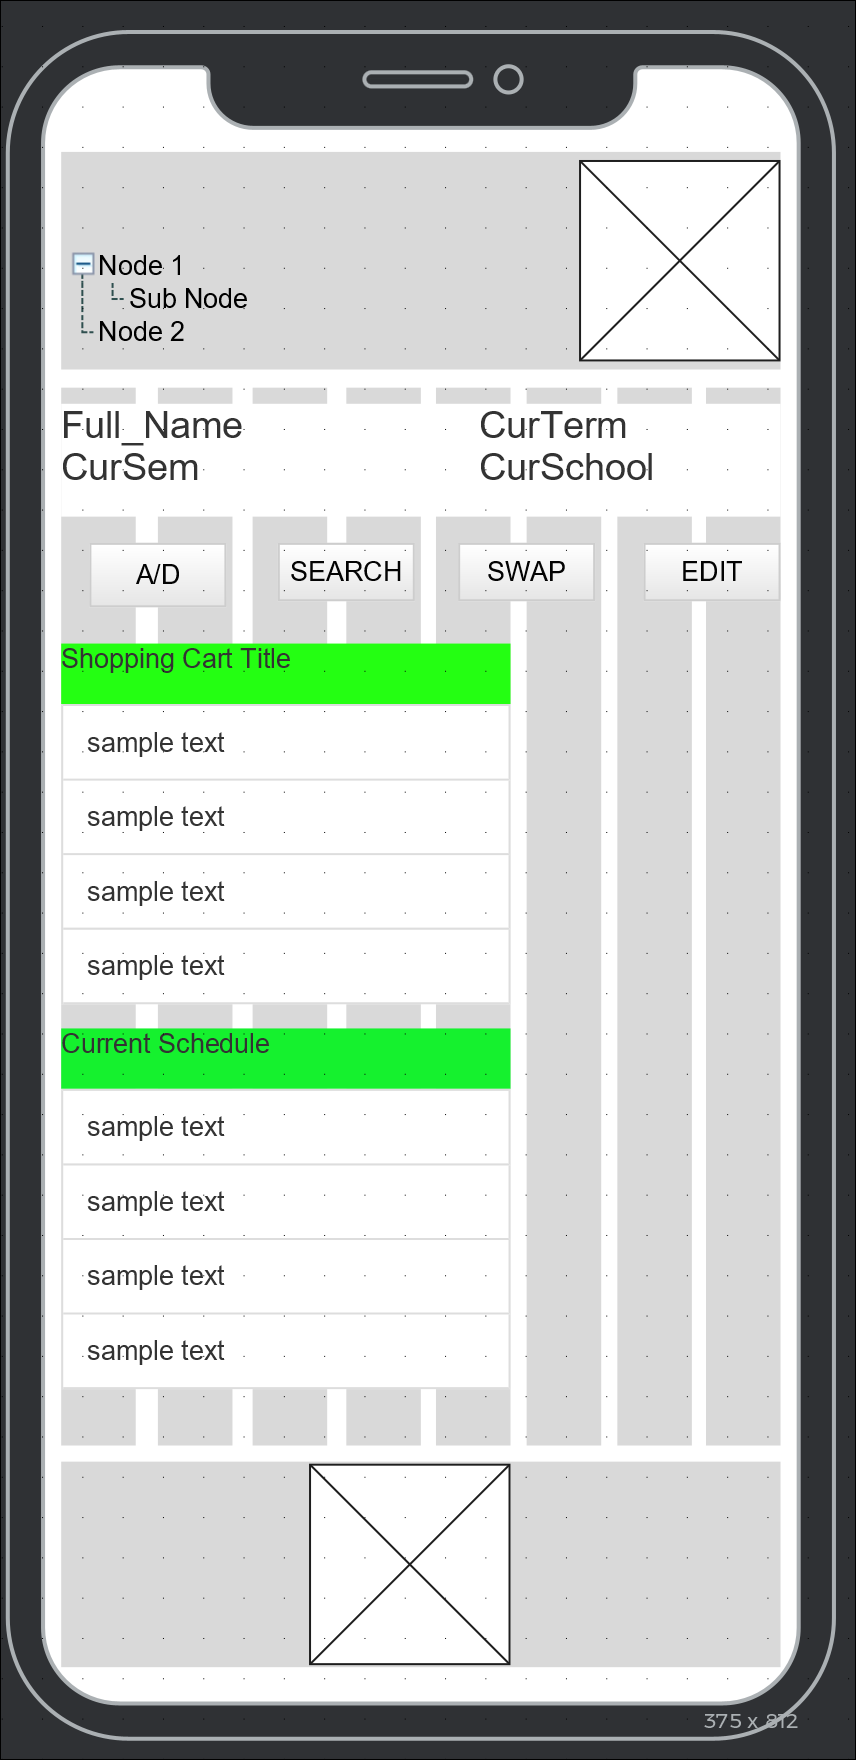 Node 1
Sub Node
Node 2
Full_Name
CurSem
CurTerm
CurSchool
A/D
SEARCH
SWAP
EDIT
Shopping Cart Title
sample text
sample text
sample text
sample text
Current Schedule
sample text
sample text
sample text
sample text
375 x 812